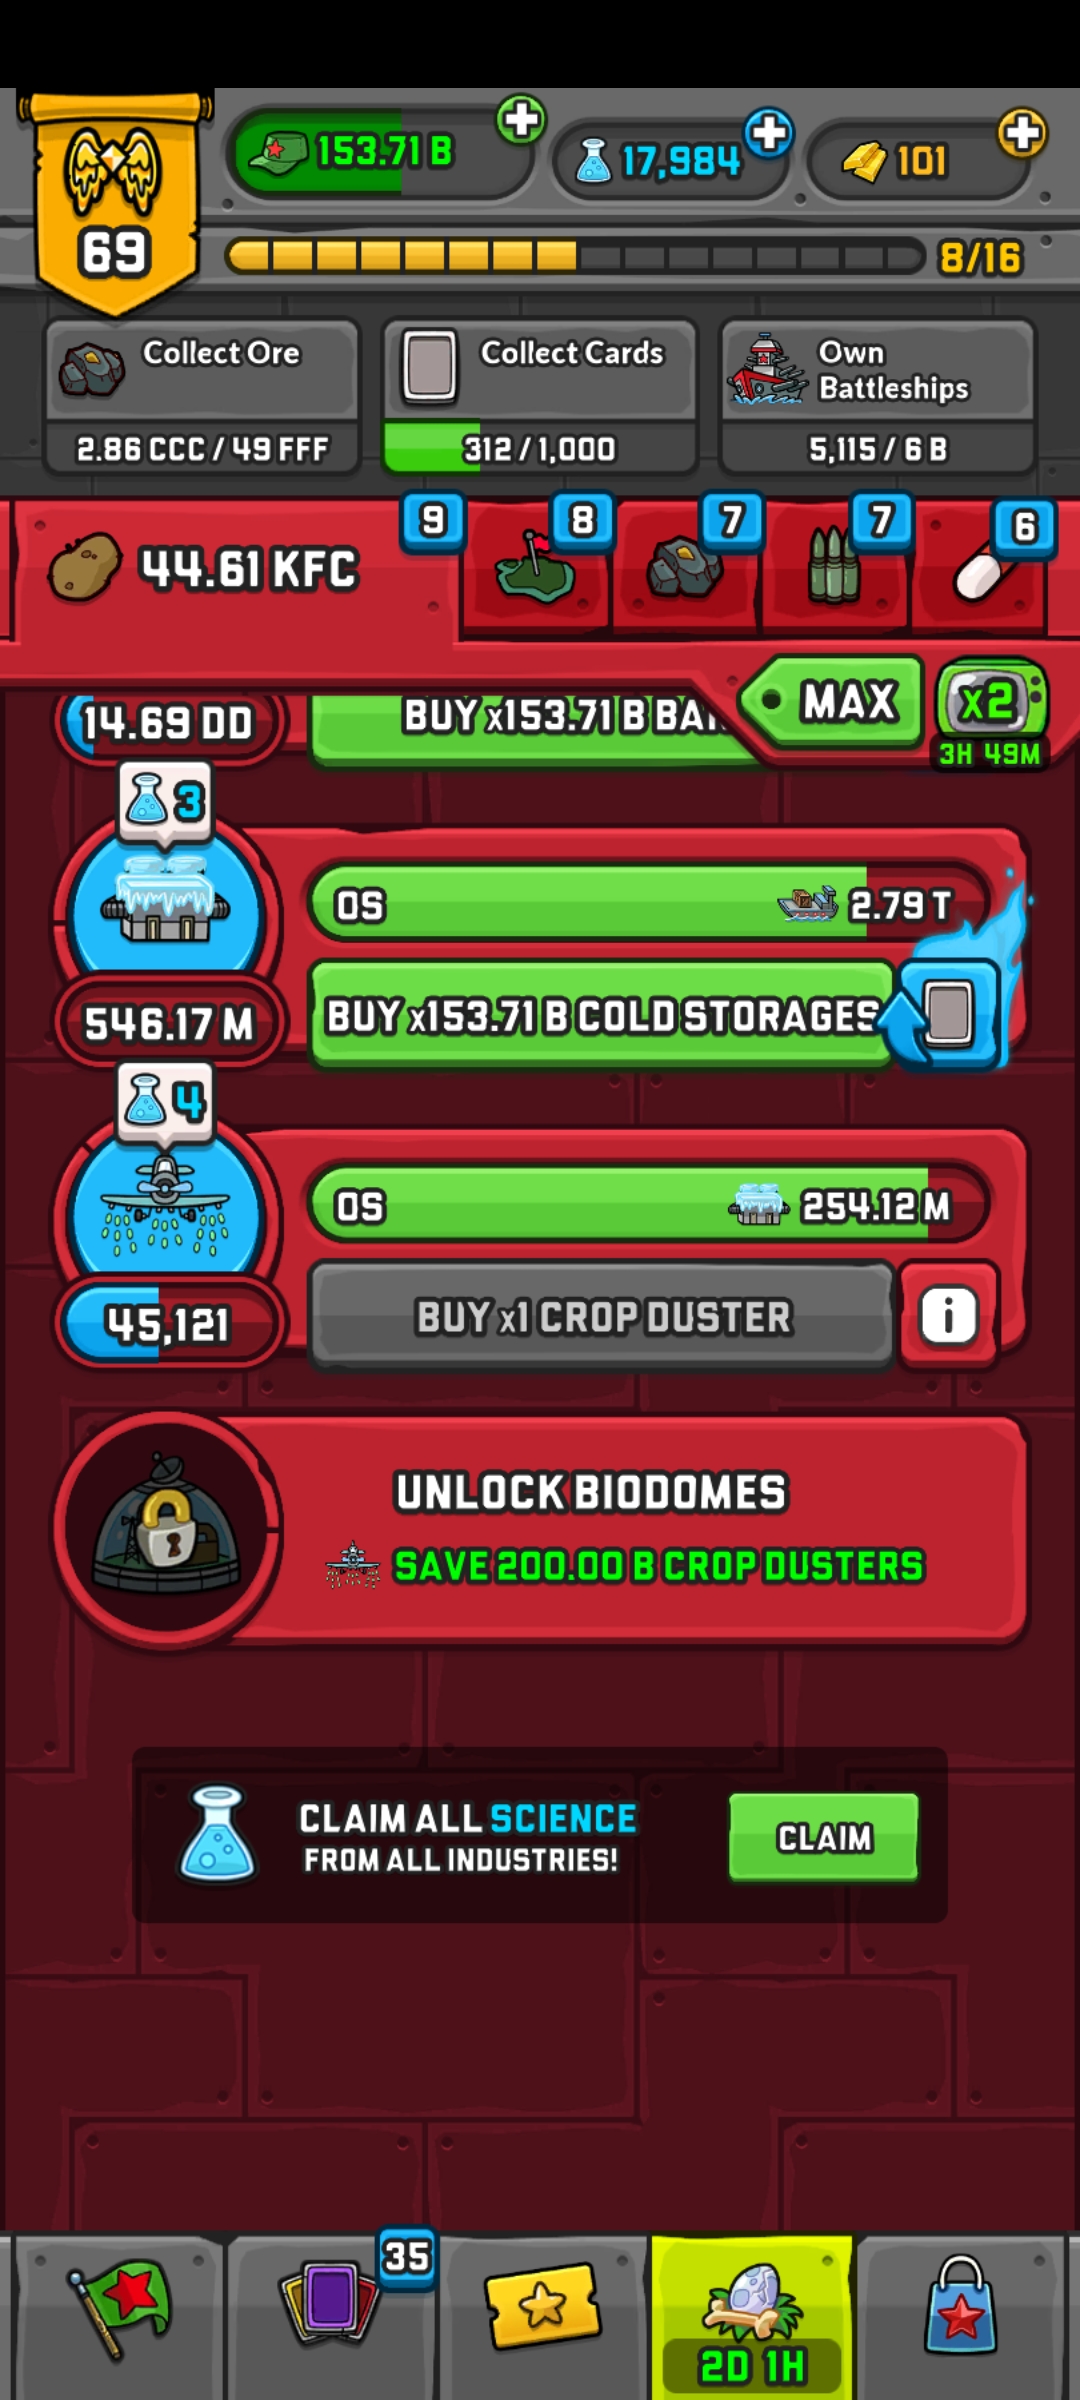 153.71 B
17,984
101
69
8/16
Collect Ore
2.86 CCC / 49 FFF
Collect Cards
312 / 1,000
Own
Battleships
5,115 / 6 B
44.61 KFC
9
8
7
7
6
MAX
x2
3H 49M
14.69 DD
BUY x153.71 B
3
0S
2.79 T
546.17 M
BUY x153.71 B COLD STORAGES
4
0S
254.12 M
45,121
BUY x1 CROP DUSTER
i
UNLOCK BIODOMES
SAVE 200.00 B CROP DUSTERS
CLAIM ALL SCIENCE
FROM ALL INDUSTRIES!
CLAIM
35
2D 1H